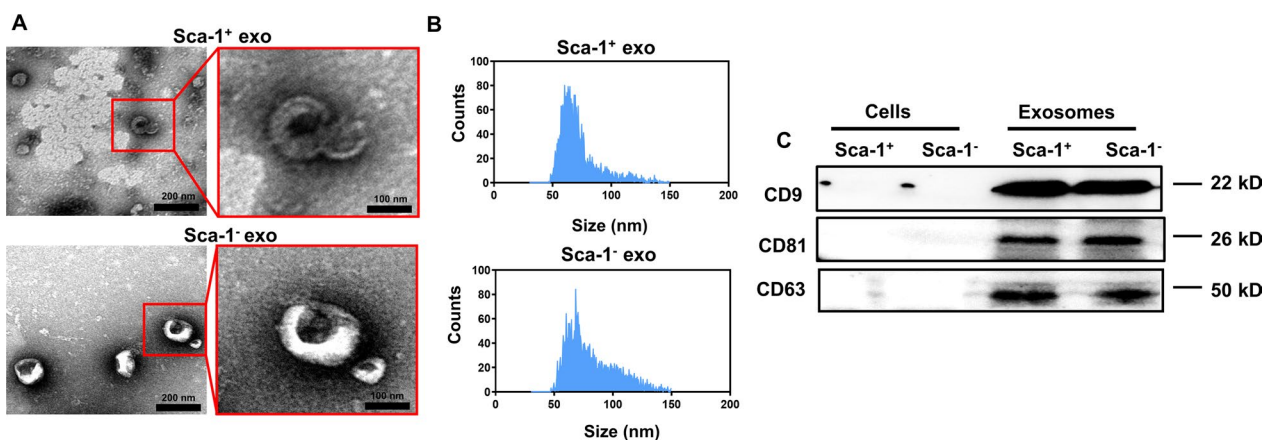 A
Sca-1⁺ exo
200 nm
100 nm
Sca-1⁻ exo
200 nm
100 nm
B
Sca-1⁺ exo
Counts
100
80
60
40
20
0
0 50 100 150 200
Size (nm)
Sca-1⁻ exo
Counts
100
80
60
40
20
0
0 50 100 150 200
Size (nm)
C
Cells Exosomes
Sca-1⁺ Sca-1⁻ Sca-1⁺ Sca-1⁻
CD9 22 kD
CD81 26 kD
CD63 50 kD